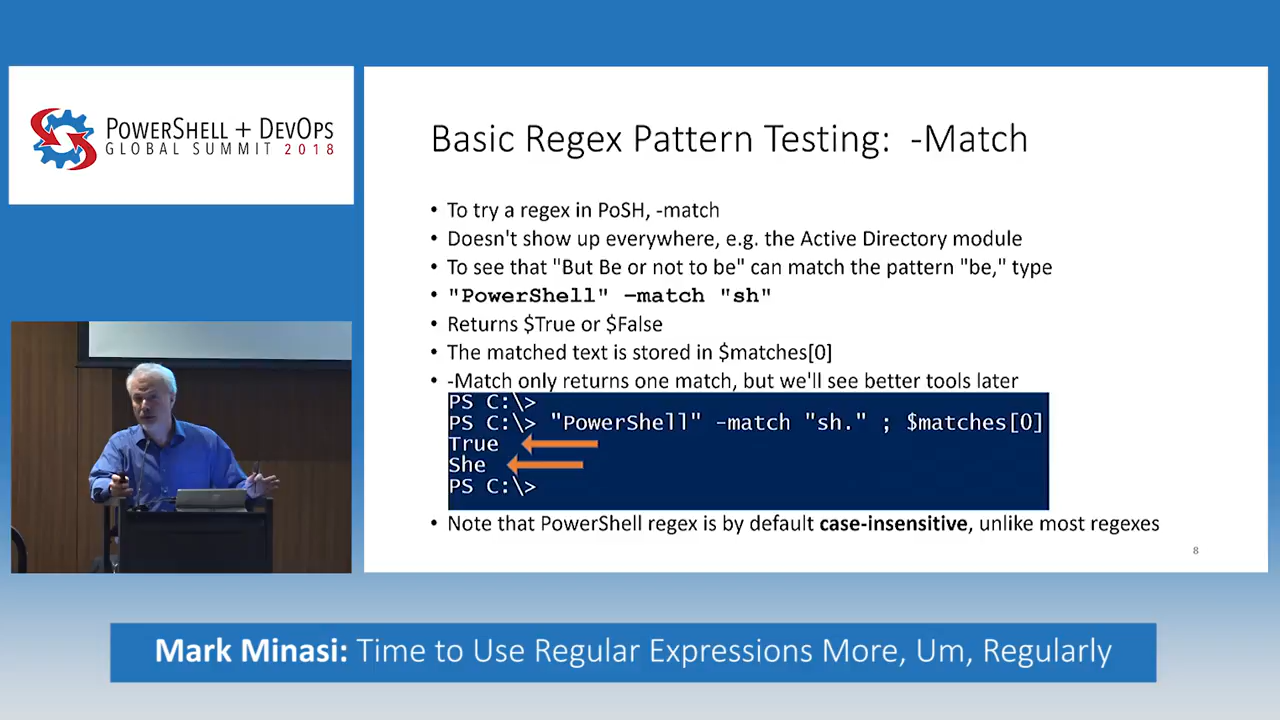 POWERSHELL + DEVOPS
GLOBAL SUMMIT 2018
Basic Regex Pattern Testing: -Match
• To try a regex in PoSH, -match
• Doesn't show up everywhere, e.g. the Active Directory module
• To see that "But Be or not to be" can match the pattern "be," type
• "PowerShell" –match "sh"
• Returns $True or $False
• The matched text is stored in $matches[0]
• -Match only returns one match, but we'll see better tools later
PS C:\>
PS C:\> "PowerShell" -match "sh." ; $matches[0]
True
She
PS C:\>
• Note that PowerShell regex is by default case-insensitive, unlike most regexes
8
Mark Minasi: Time to Use Regular Expressions More, Um, Regularly